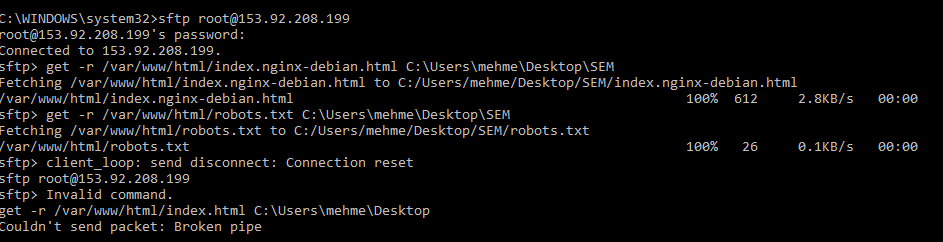 C:\WINDOWS\system32>sftp root@153.92.208.199
root@153.92.208.199's password:
Connected to 153.92.208.199.
sftp> get -r /var/www/html/index.nginx-debian.html C:\Users\mehme\Desktop\SEM
Fetching /var/www/html/index.nginx-debian.html to C:/Users/mehme/Desktop/SEM/index.nginx-debian.html
/var/www/html/index.nginx-debian.html 100% 612 2.8KB/s 00:00
sftp> get -r /var/www/html/robots.txt C:\Users\mehme\Desktop\SEM
Fetching /var/www/html/robots.txt to C:/Users/mehme/Desktop/SEM/robots.txt
/var/www/html/robots.txt 100% 26 0.1KB/s 00:00
sftp> client_loop: send disconnect: Connection reset
sftp root@153.92.208.199
sftp> Invalid command.
get -r /var/www/html/index.html C:\Users\mehme\Desktop
Couldn't send packet: Broken pipe